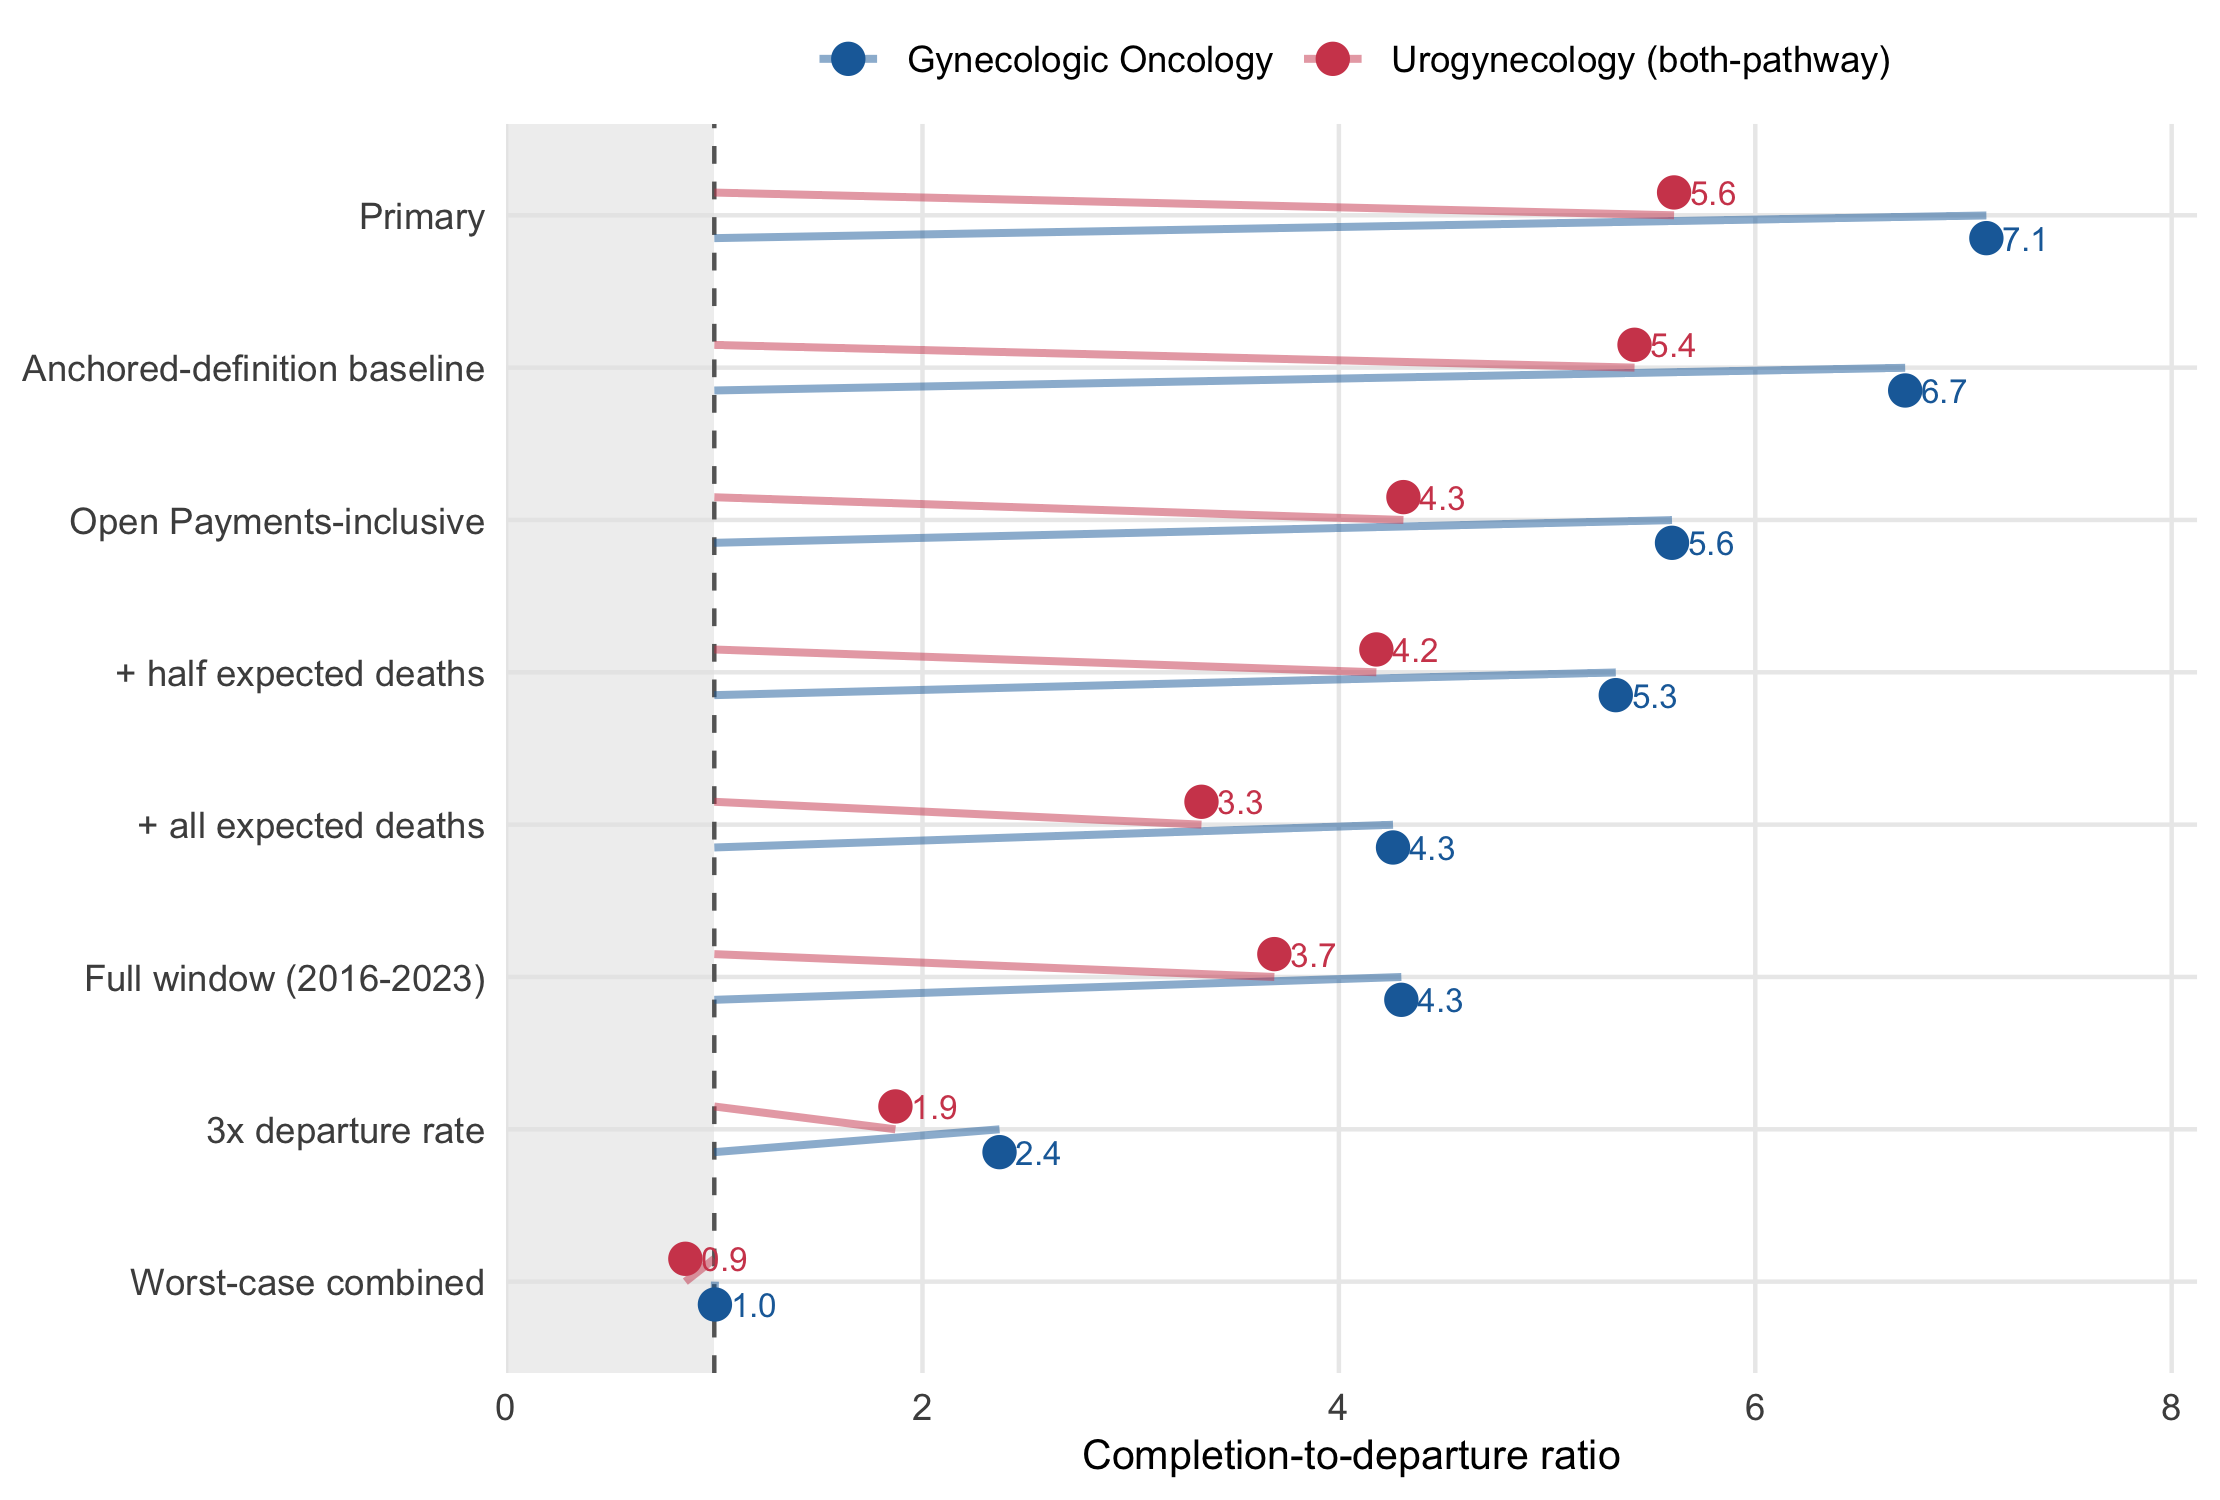 Gynecologic Oncology Urogynecology (both-pathway)
Primary 5.6
7.1
Anchored-definition baseline 5.4
6.7
Open Payments-inclusive 4.3
5.6
+ half expected deaths 4.2
5.3
+ all expected deaths 3.3
4.3
Full window (2016-2023) 3.7
4.3
3x departure rate 1.9
2.4
Worst-case combined 0.9
1.0
0 2 4 6 8
Completion-to-departure ratio